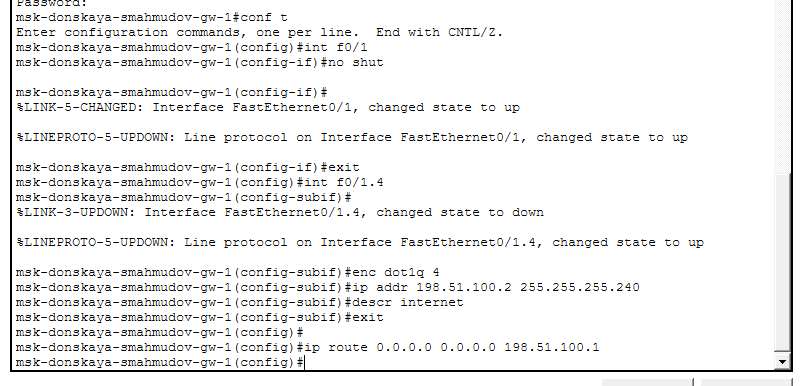 Password:
msk-donskaya-smahmudov-gw-1#conf t
Enter configuration commands, one per line.  End with CNTL/Z.
msk-donskaya-smahmudov-gw-1(config)#int f0/1
msk-donskaya-smahmudov-gw-1(config-if)#no shut
msk-donskaya-smahmudov-gw-1(config-if)#
%LINK-5-CHANGED: Interface FastEthernet0/1, changed state to up
%LINEPROTO-5-UPDOWN: Line protocol on Interface FastEthernet0/1, changed state to up
msk-donskaya-smahmudov-gw-1(config-if)#exit
msk-donskaya-smahmudov-gw-1(config)#int f0/1.4
msk-donskaya-smahmudov-gw-1(config-subif)#
%LINK-3-UPDOWN: Interface FastEthernet0/1.4, changed state to down
%LINEPROTO-5-UPDOWN: Line protocol on Interface FastEthernet0/1.4, changed state to up
msk-donskaya-smahmudov-gw-1(config-subif)#enc dot1q 4
msk-donskaya-smahmudov-gw-1(config-subif)#ip addr 198.51.100.2 255.255.255.240
msk-donskaya-smahmudov-gw-1(config-subif)#descr internet
msk-donskaya-smahmudov-gw-1(config-subif)#exit
msk-donskaya-smahmudov-gw-1(config)#
msk-donskaya-smahmudov-gw-1(config)#ip route 0.0.0.0 0.0.0.0 198.51.100.1
msk-donskaya-smahmudov-gw-1(config)#